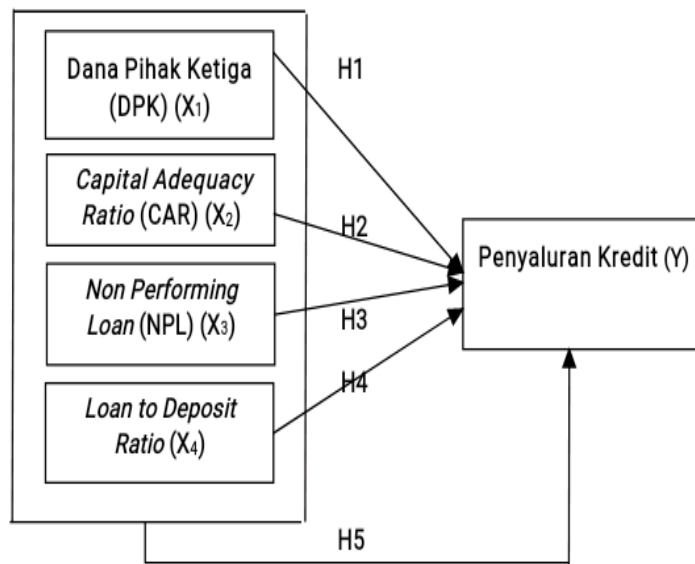 Dana Pihak Ketiga
(DPK) (X₁)
Capital Adequacy
Ratio (CAR) (X₂)
Non Performing
Loan (NPL) (X₃)
Loan to Deposit
Ratio (X₄)
H1
H2
H3
H4
H5
Penyaluran Kredit (Y)